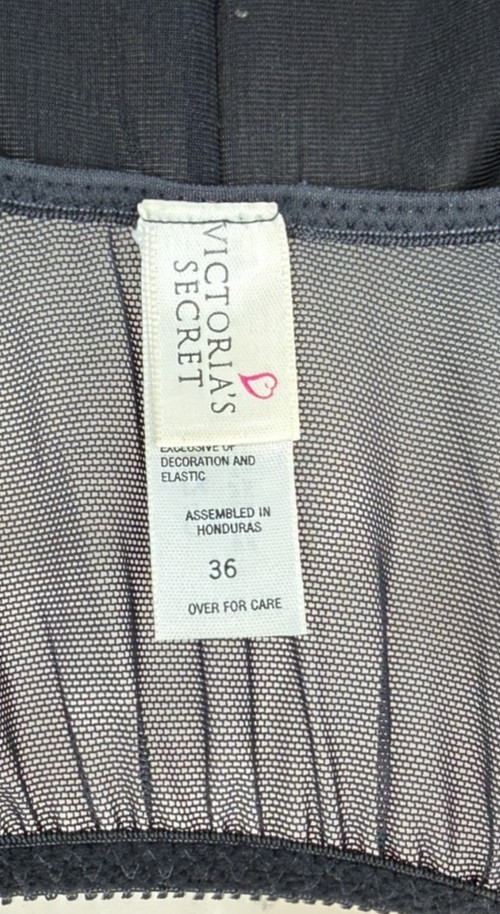 VICTORIA'S
SECRET
EXCLUSIVE OF
DECORATION AND
ELASTIC
ASSEMBLED IN
HONDURAS
36
OVER FOR CARE